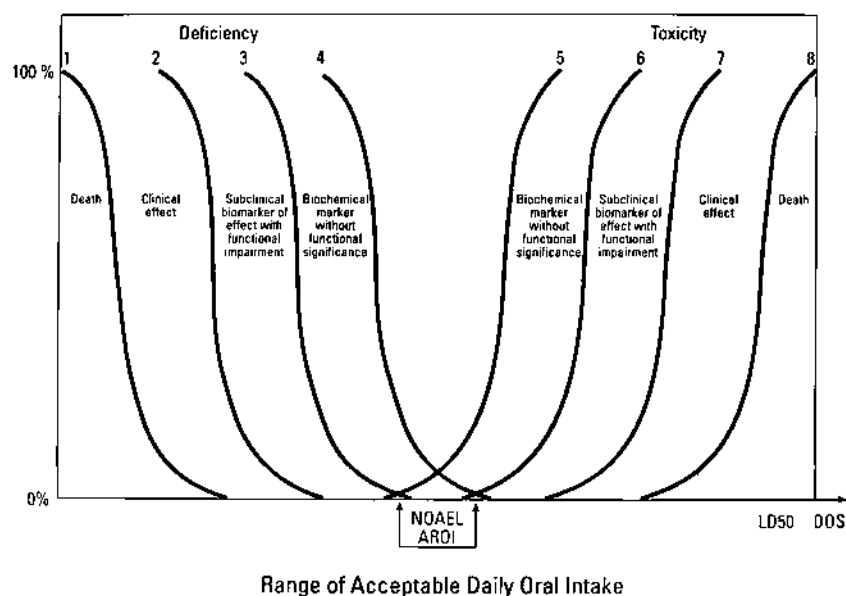 Deficiency
Toxicity
1
2
3
4
5
6
7
8
100 %
Death
Clinical
effect
Subclinical
biomarker of
effect with
functional
impairment
Biochemical
marker
without
functional
significance
Biochemical
marker
without
functional
significance
Subclinical
biomarker of
effect with
functional
impairment
Clinical
effect
Death
0%
NOAEL
AROI
LD50
DOS
Range of Acceptable Daily Oral Intake